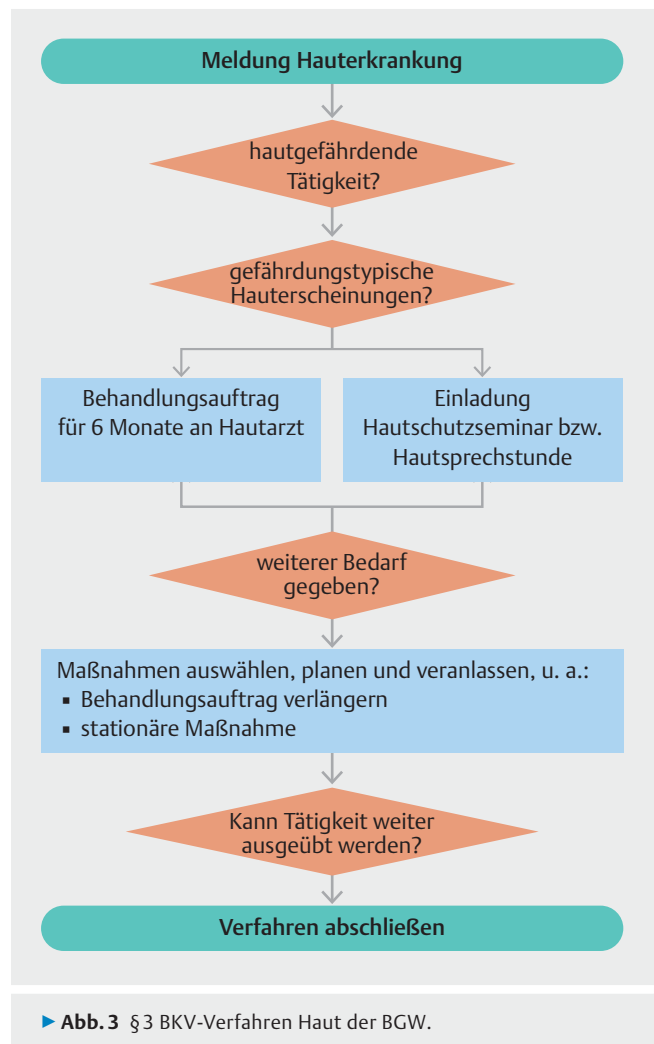 Meldung Hauterkrankung
hautgefährdende
Tätigkeit?
gefährdungstypische
Hauterscheinungen?
Behandlungsauftrag
für 6 Monate an Hautarzt
Einladung
Hautschutzseminar bzw.
Hautsprechstunde
weiterer Bedarf
gegeben?
Maßnahmen auswählen, planen und veranlassen, u. a.:
▪ Behandlungsauftrag verlängern
▪ stationäre Maßnahme
Kann Tätigkeit weiter
ausgeübt werden?
Verfahren abschließen
▶ Abb. 3 § 3 BKV-Verfahren Haut der BGW.